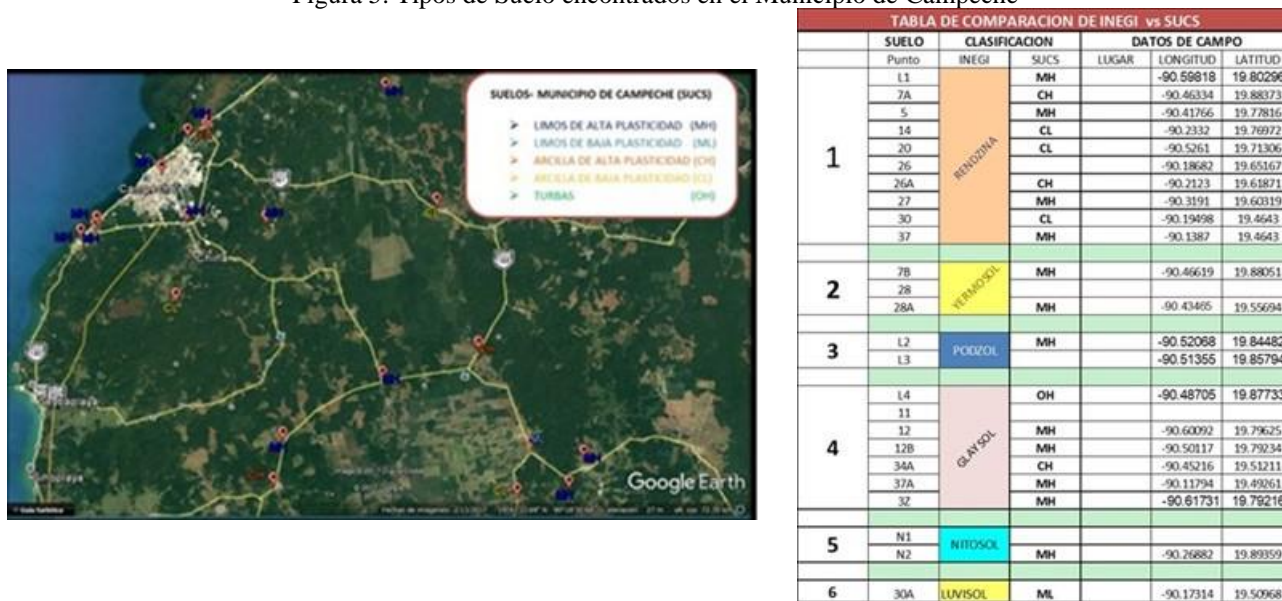 Figura 3. Tipos de Suelo encontrados en el Municipio de Campeche
SUELOS- MUNICIPIO DE CAMPECHE (SUCS)
➤ LIMOS DE ALTA PLASTICIDAD (MH)
➤ LIMOS DE BAJA PLASTICIDAD (ML)
➤ ARCILLA DE ALTA PLASTICIDAD (CH)
➤ ARCILLA DE BAJA PLASTICIDAD (CL)
➤ TURBAS (OH)
Google Earth
TABLA DE COMPARACION DE INEGI vs SUCS
SUELO CLASIFICACION DATOS DE CAMPO
Punto INEGI SUCS LUGAR LONGITUD LATITUD
1 RENDZINA
L1 MH -90.59818 19.80296
7A CH -90.46334 19.88373
5 MH -90.41766 19.77816
14 CL -90.2332 19.76972
20 CL -90.5261 19.71306
26 -90.18682 19.65167
26A CH -90.2123 19.61871
27 MH -90.3191 19.60319
30 CL -90.19498 19.4643
37 MH -90.1387 19.4643
2 YERMOSOL
7B MH -90.46619 19.88051
28
28A MH -90.43465 19.55694
3 PODZOL
L2 MH -90.52068 19.84482
L3 -90.51355 19.85794
4 GLAYSOL
L4 OH -90.48705 19.87733
11
12 MH -90.60092 19.79625
12B MH -90.50117 19.79234
34A CH -90.45216 19.51211
37A MH -90.11794 19.49261
3Z MH -90.61731 19.79216
5 NITOSOL
N1
N2 MH -90.26882 19.89359
6 30A LUVISOL ML -90.17314 19.50968